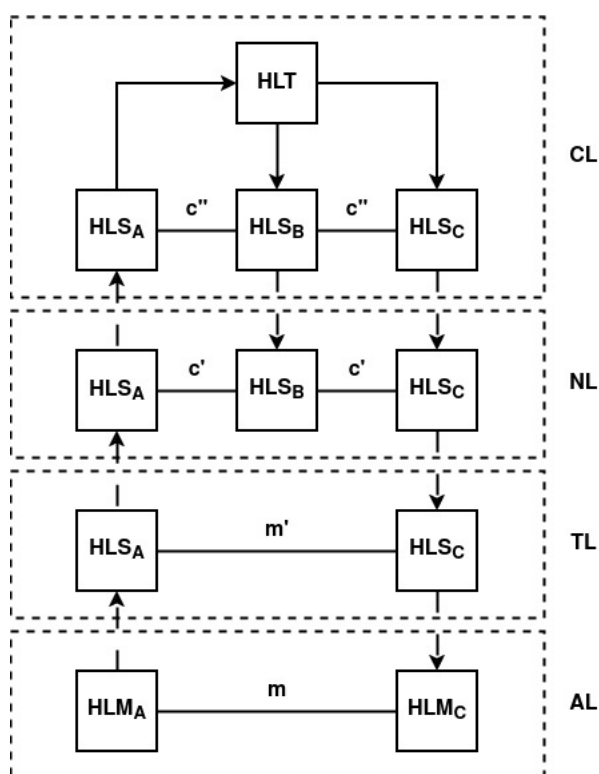 HLT
CL
c" c"
HLSA HLSB HLSC
c' c'
HLSA HLSB HLSC NL
m'
HLSA HLSC TL
m
HLMA HLMC AL